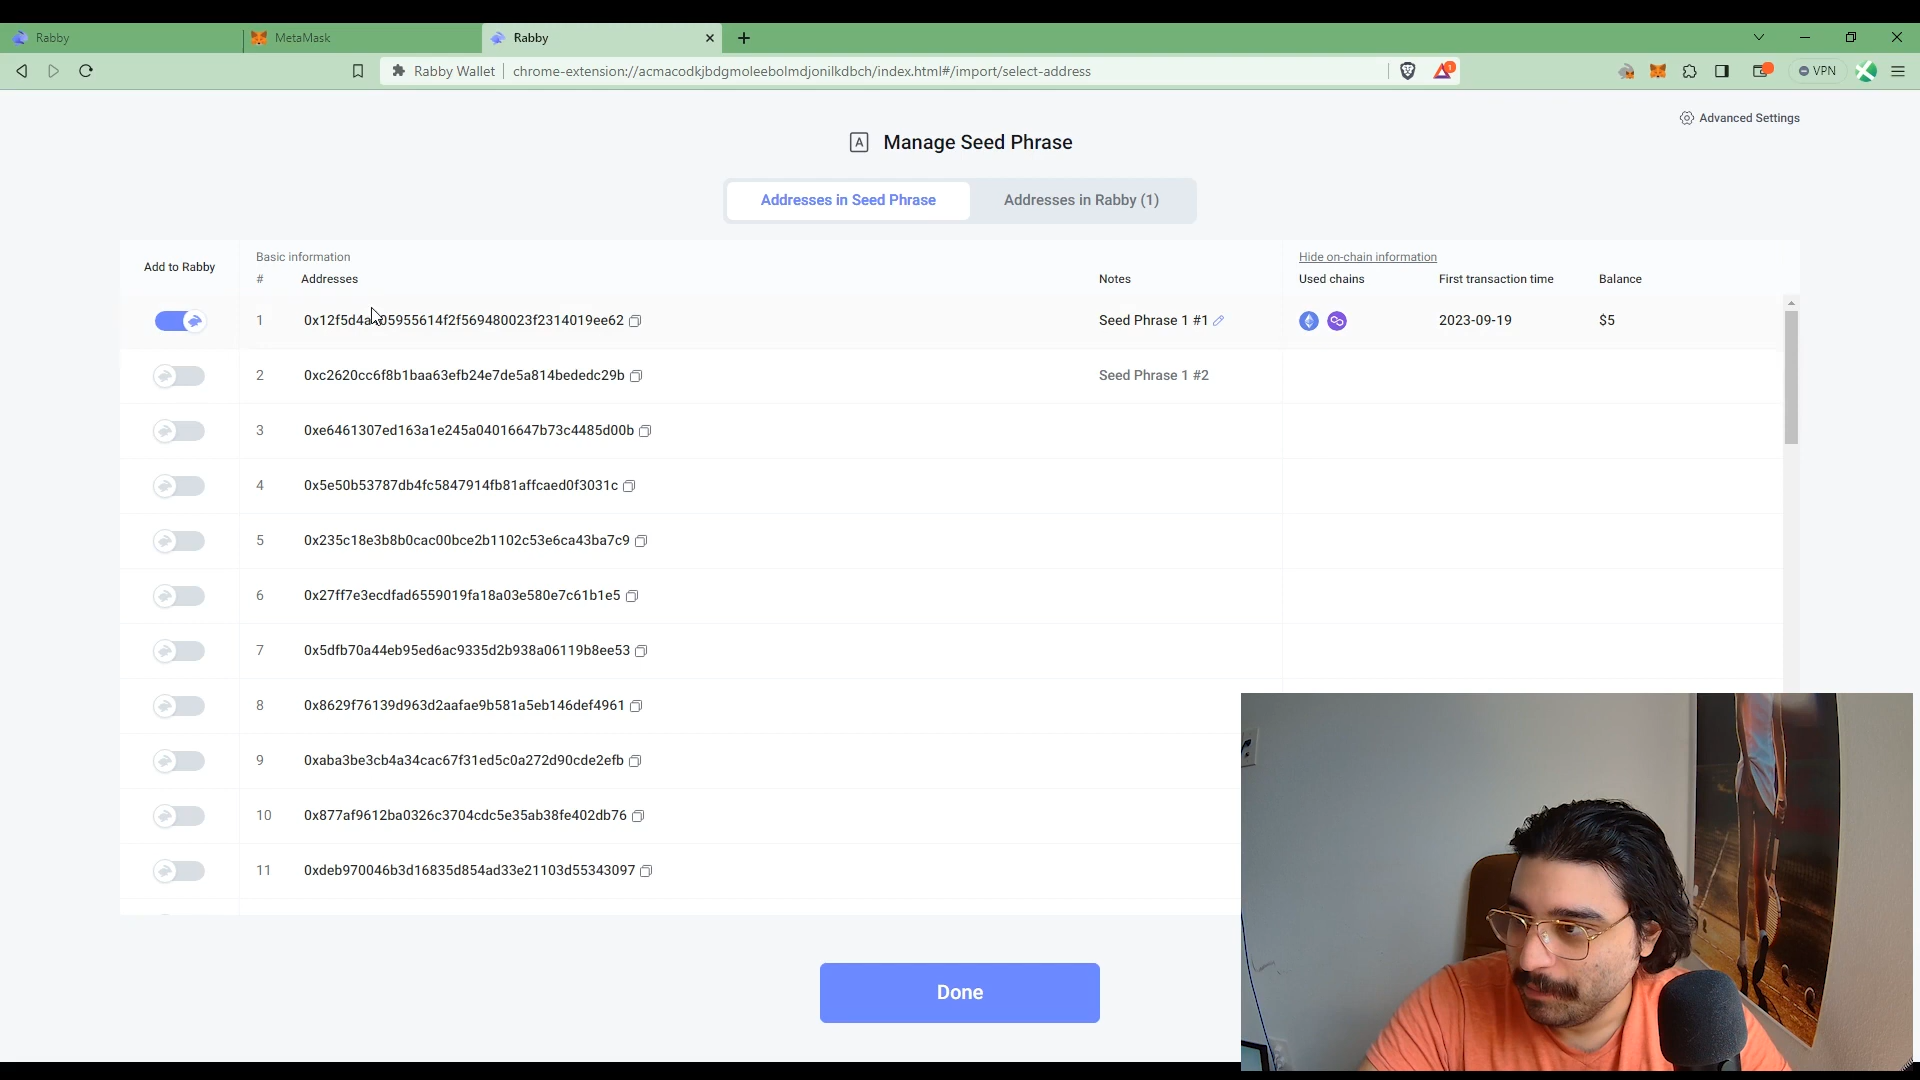 Rabby
MetaMask
Rabby
Rabby Wallet
chrome-extension://acmacodkjbdgmoleebolmdjonilkdbch/index.html#/import/select-address
1
VPN
Advanced Settings
A Manage Seed Phrase
Addresses in Seed Phrase
Addresses in Rabby (1)
Add to Rabby
Basic information
Hide on-chain information
# Addresses Notes Used chains First transaction time Balance
1 05955614f2f569480023f2314019ee62 Seed Phrase 1 #1 2023-09-19 $5
2 0xc2620cc6f8b1baa63efb24e7de5a814bededc29b Seed Phrase 1 #2
3 0xe6461307ed163a1e245a04016647b73c4485d00b
4 0x5e50b53787db4fc5847914fb81affcaed0f3031c
5 0x235c18e3b8b0cac00bce2b1102c53e6ca43ba7c9
6 0x27ff7e3ecdfad6559019fa18a03e580e7c61b1e5
7 0x5dfb70a44eb95ed6ac9335d2b938a06119b8ee53
8 0x8629f76139d963d2aafae9b581a5eb146def4961
9 0xaba3be3cb4a34cac67f31ed5c0a272d90cde2efb
10 0x877af9612ba0326c3704cdc5e35ab38fe402db76
11 0xdeb970046b3d16835d854ad33e21103d55343097
Done